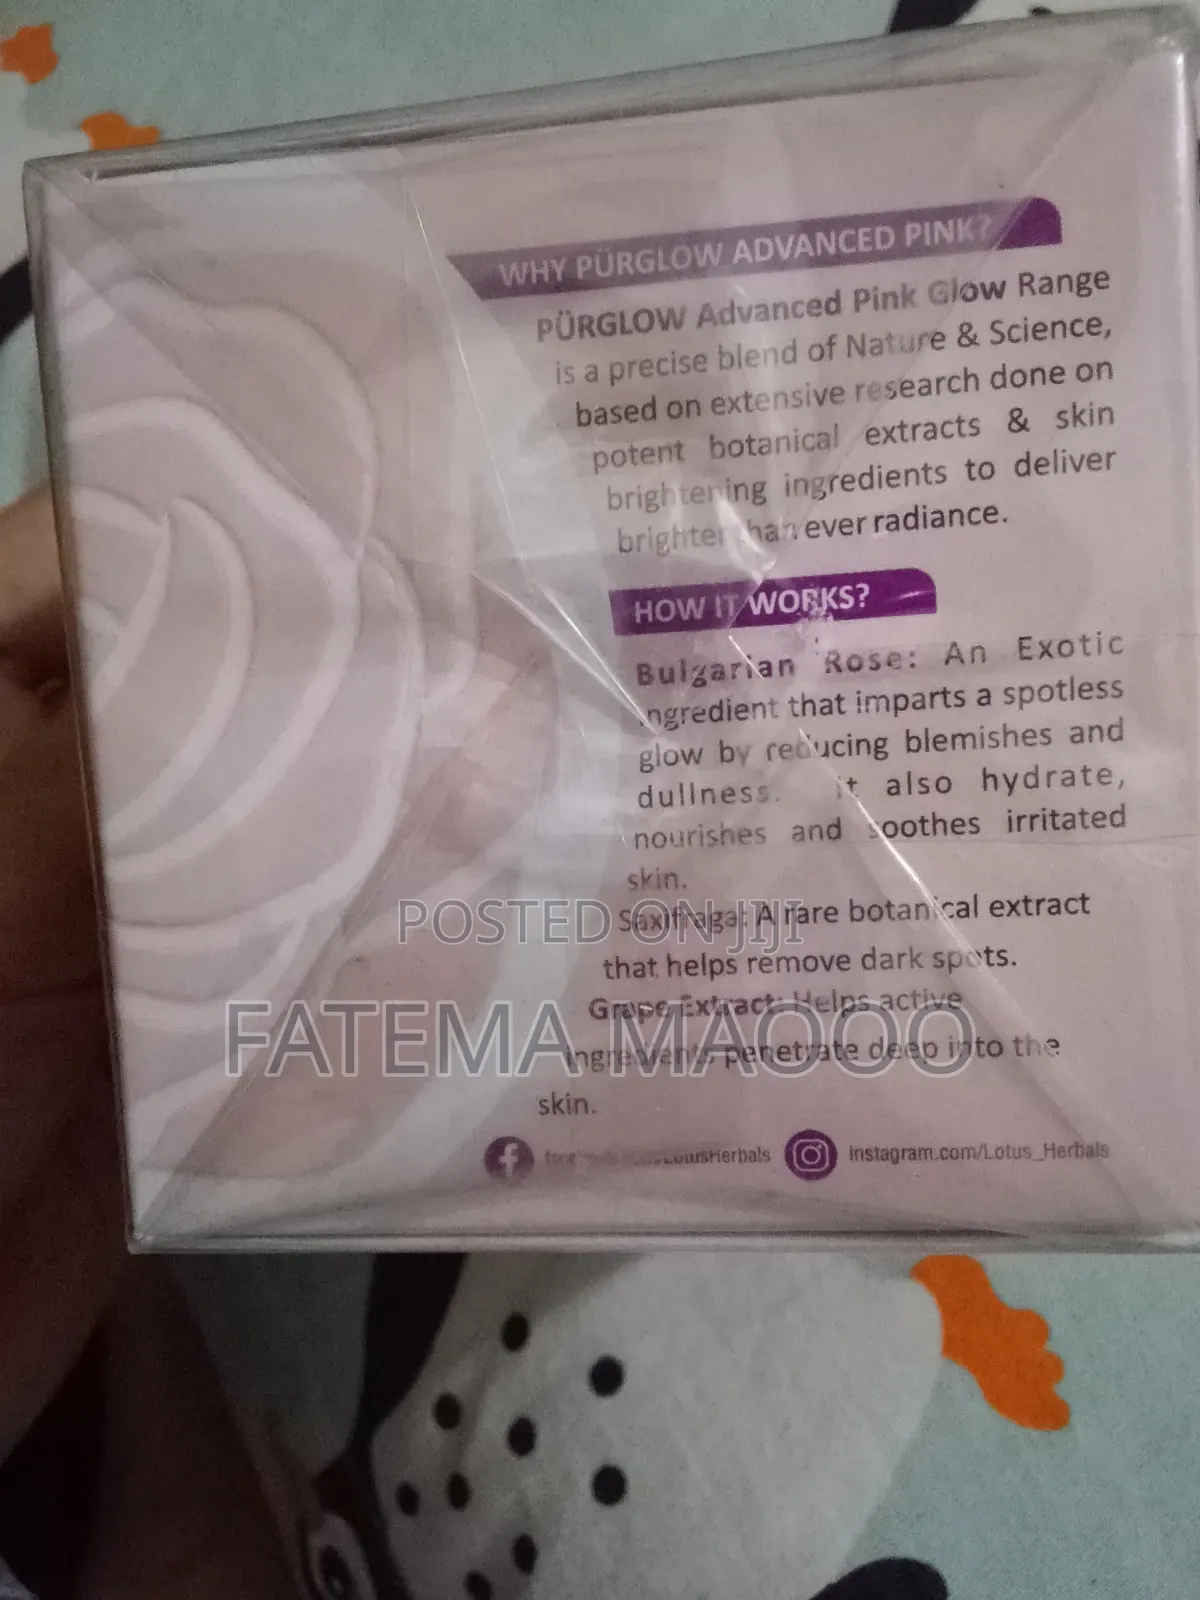 WHY PÜRGLOW ADVANCED PINK?
PÜRGLOW Advanced Pink Glow Range
is a precise blend of Nature & Science,
based on extensive research done on
potent botanical extracts & skin
brightening ingredients to deliver
brighter than ever radiance.
HOW IT WORKS?
Bulgarian Rose: An Exotic
ingredient that imparts a spotless
glow by reducing blemishes and
dullness. it also hydrate,
nourishes and soothes irritated
skin.
Saxifraga: A rare botanical extract
POSTED ON JIJI
that helps remove dark spots.
Grape Extract: Helps active
FATEMA MAOOO
ingredients penetrate deep into the
skin.
LotusHerbals
instagram.com/Lotus_Herbals